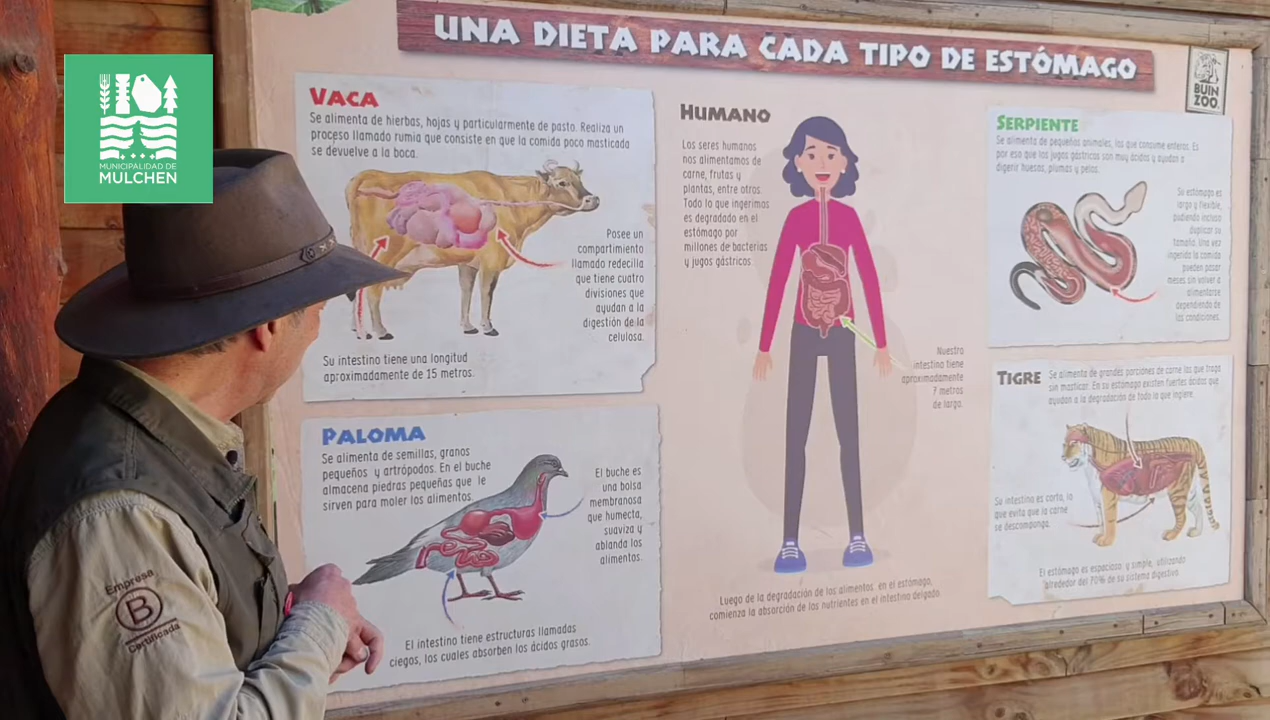 UNA DIETA PARA CADA TIPO DE ESTÓMAGO
BUIN
ZOO
MUNICIPALIDAD DE
MULCHEN
VACA
Se alimenta de hierbas, hojas y particularmente de pasto. Realiza un
proceso llamado rumia que consiste en que la comida poco masticada
se devuelve a la boca.
Posee un
compartimiento
llamado redecilla
que tiene cuatro
divisiones que
ayudan a la
digestión de la
celulosa.
Su intestino tiene una longitud
aproximadamente de 15 metros.
PALOMA
Se alimenta de semillas, granos
pequeños y artrópodos. En el buche
almacena piedras pequeñas que le
sirven para moler los alimentos.
El buche es
una bolsa
membranosa
que humecta,
suaviza y
ablanda los
alimentos.
El intestino tiene estructuras llamadas
ciegos, los cuales absorben los ácidos grasos.
HUMANO
Los seres humanos
nos alimentamos de
carne, frutas y
plantas, entre otros.
Todo lo que ingerimos
es degradado en el
estómago por
millones de bacterias
y jugos gástricos.
Nuestro
intestino tiene
aproximadamente
7 metros
de largo.
Luego de la degradación de los alimentos en el estómago,
comienza la absorción de los nutrientes en el intestino delgado.
SERPIENTE
Se alimenta de pequeños animales, los que consume enteros. Es
por eso que los jugos gástricos son muy ácidos y ayudan a
digerir huesos, plumas y pelos.
Su estómago es
largo y flexible,
pudiendo incluso
duplicar su
tamaño. Una vez
ingerida la comida
pueden pasar
meses sin volver a
alimentarse
dependiendo de
las condiciones.
TIGRE
Se alimenta de grandes porciones de carne las que traga
sin masticar. En su estómago existen fuertes ácidos que
ayudan a la degradación de todo lo que ingiere.
Su intestino es corto, lo
que evita que la carne
se descomponga.
El estómago es espacioso y simple, utilizando
alrededor del 70% de su sistema digestivo.
Empresa
B
Certificada